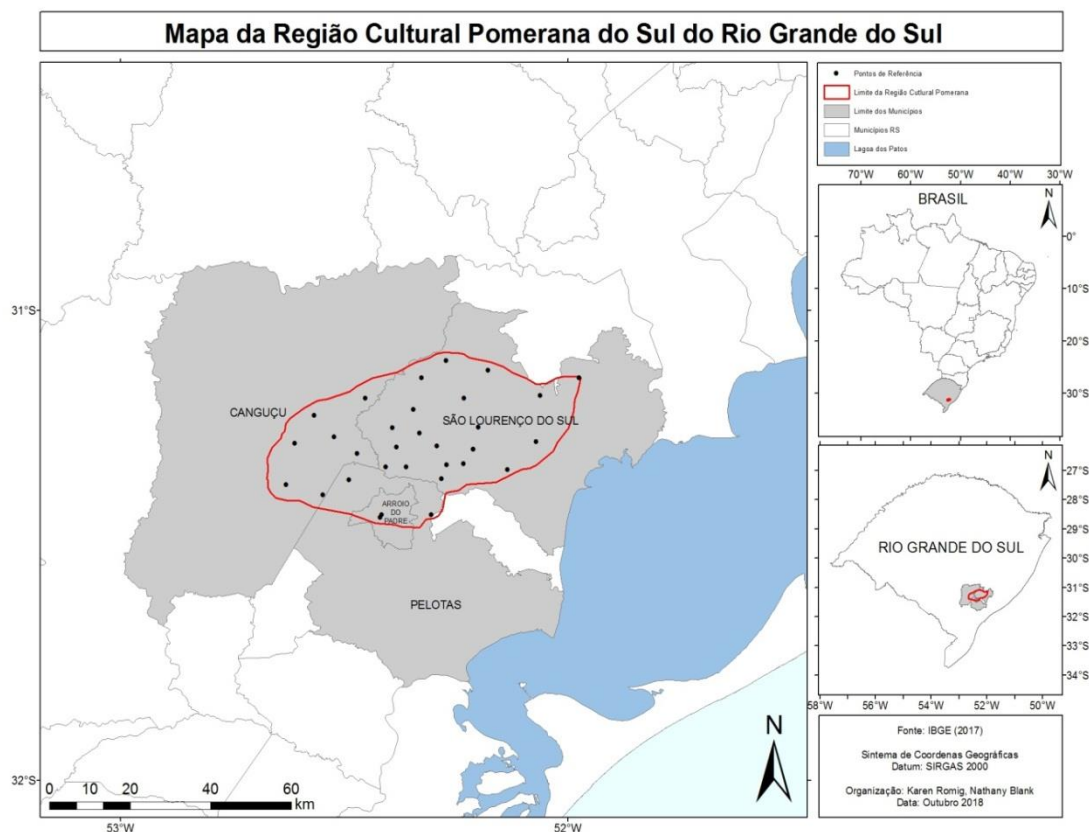 Mapa da Região Cultural Pomerana do Sul do Rio Grande do Sul
31°S
32°S
53°W
52°W
CANGUÇU
SÃO LOURENÇO DO SUL
ARROIO
DO
PADRE
PELOTAS
N
0 10 20 30 40 60
km
Pontos de Referência
Limite da Região Cultural Pomerana
Limite dos Municípios
Municípios RS
Lagoa dos Patos
70°W 60°W 50°W 40°W 30°W
BRASIL
N
0°
10°S
20°S
30°S
RIO GRANDE DO SUL
N
27°S
28°S
29°S
30°S
31°S
32°S
33°S
34°S
58°W 56°W 54°W 52°W 50°W
Fonte: IBGE (2017)
Sintema de Coordenas Geográficas
Datum: SIRGAS 2000
Organização: Karen Romig, Nathany Blank
Data: Outubro 2018